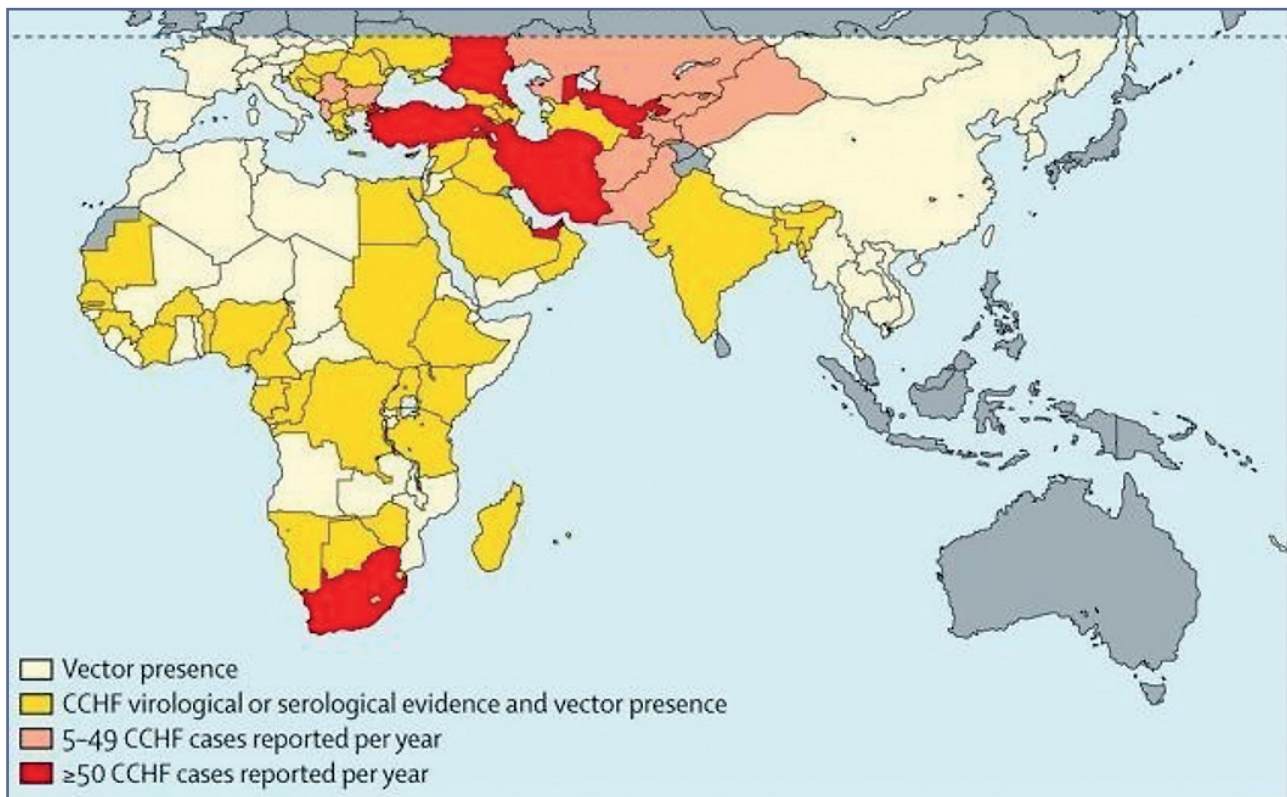 Vector presence
CCHF virological or serological evidence and vector presence
5–49 CCHF cases reported per year
≥50 CCHF cases reported per year